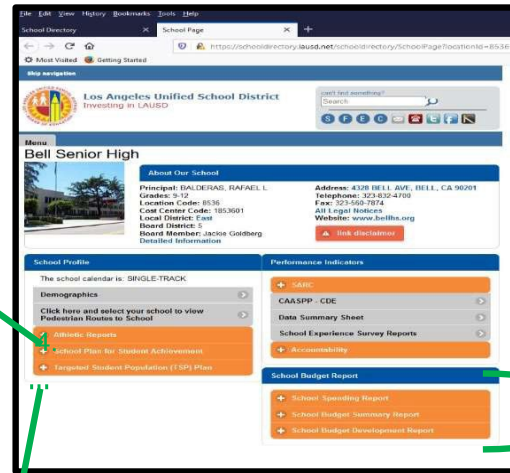 File Edit View History Bookmarks Tools Help
School Directory × School Page × +
https://schooldirectory.lausd.net/schooldirectory/SchoolPage?locationId=8536
Most Visited Getting Started
Skip navigation
Los Angeles Unified School District
Investing in LAUSD
can't find something?
Search
Menu
Bell Senior High
About Our School
Principal: BALDERAS, RAFAEL L
Grades: 9-12
Location Code: 8536
Cost Center Code: 1853601
Local District: East
Board District: 5
Board Member: Jackie Goldberg
Detailed Information
Address: 4328 BELL AVE, BELL, CA 90201
Telephone: 323-832-4700
Fax: 323-560-7874
All Legal Notices
Website: www.bellhs.org
link disclaimer
School Profile
The school calendar is: SINGLE-TRACK
Demographics
Click here and select your school to view
Pedestrian Routes to School
+ Athletic Reports
4.
+ School Plan for Student Achievement
+ Targeted Student Population (TSP) Plan
...
Performance Indicators
+ SARC
CAASPP - CDE
Data Summary Sheet
School Experience Survey Reports
+ Accountability
School Budget Report
+ School Spending Report
+ School Budget Summary Report
+ School Budget Development Report